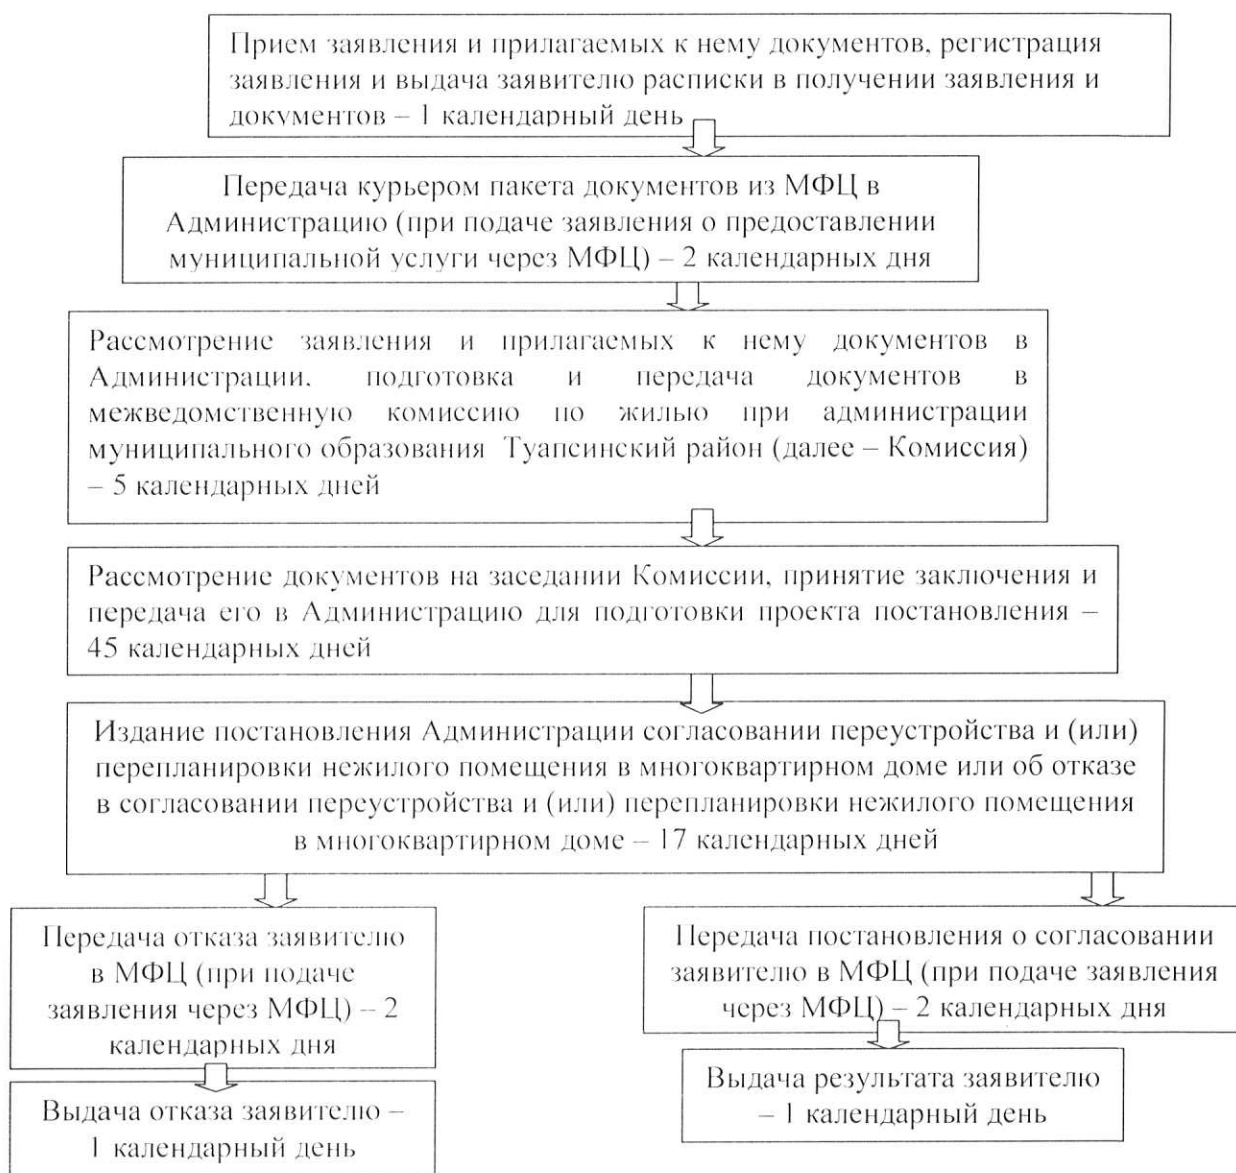 Прием заявления и прилагаемых к нему документов, регистрация
заявления и выдача заявителю расписки в получении заявления и
документов – 1 календарный день
Передача курьером пакета документов из МФЦ в
Администрацию (при подаче заявления о предоставлении
муниципальной услуги через МФЦ) – 2 календарных дня
Рассмотрение заявления и прилагаемых к нему документов в
Администрации, подготовка и передача документов в
межведомственную комиссию по жилью при администрации
муниципального образования Туапсинский район (далее – Комиссия)
– 5 календарных дней
Рассмотрение документов на заседании Комиссии, принятие заключения и
передача его в Администрацию для подготовки проекта постановления –
45 календарных дней
Издание постановления Администрации согласовании переустройства и (или)
перепланировки нежилого помещения в многоквартирном доме или об отказе
в согласовании переустройства и (или) перепланировки нежилого помещения
в многоквартирном доме – 17 календарных дней
Передача отказа заявителю
в МФЦ (при подаче
заявления через МФЦ) – 2
календарных дня
Выдача отказа заявителю –
1 календарный день
Передача постановления о согласовании
заявителю в МФЦ (при подаче заявления
через МФЦ) – 2 календарных дня
Выдача результата заявителю
– 1 календарный день